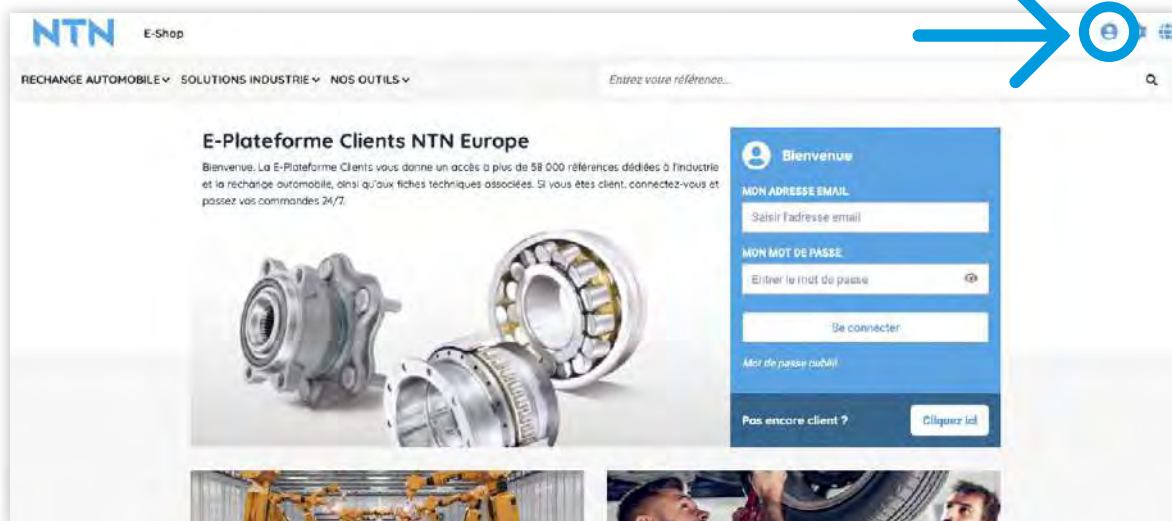 NTN E-Shop
RECHANGE AUTOMOBILE SOLUTIONS INDUSTRIE NOS OUTILS
Entrez votre référence...
E-Plateforme Clients NTN Europe
Bienvenue. La E-Plateforme Clients vous donne un accès à plus de 58 000 références dédiées à l'industrie
et la rechange automobile, ainsi qu'aux fiches techniques associées. Si vous êtes client, connectez-vous et
passez vos commandes 24/7.
Bienvenue
MON ADRESSE EMAIL
Saisir l'adresse email
MON MOT DE PASSE
Entrer le mot de passe
Se connecter
Mot de passe oublié
Pas encore client ?
Cliquez ici